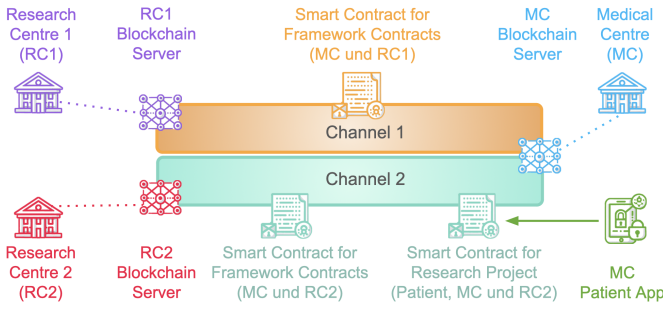 Research
Centre 1
(RC1)
RC1
Blockchain
Server
Smart Contract for
Framework Contracts
(MC und RC1)
MC
Blockchain
Server
Medical
Centre
(MC)
Channel 1
Channel 2
Research
Centre 2
(RC2)
RC2
Blockchain
Server
Smart Contract for
Framework Contracts
(MC und RC2)
Smart Contract for
Research Project
(Patient, MC und RC2)
MC
Patient App